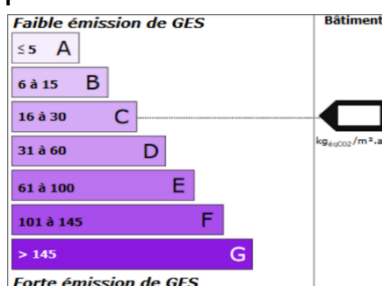 Faible émission de GES
Bâtiment
≤ 5 A
6 à 15 B
16 à 30 C
31 à 60 D
kgéqCO2/m².a
61 à 100 E
101 à 145 F
> 145 G
Forte émission de GES